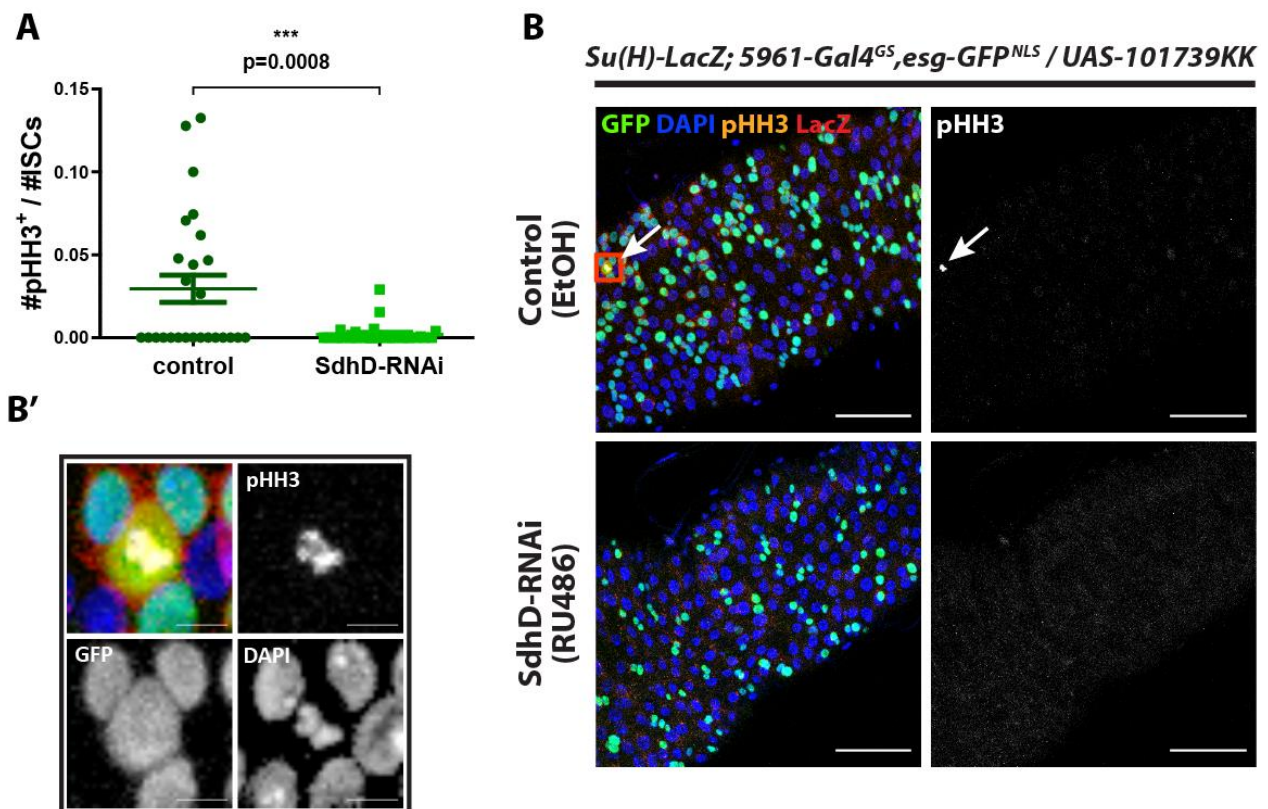 A
***
p=0.0008
#pHH3+ / #ISCs
0.15
0.10
0.05
0.00
control
SdhD-RNAi
B
Su(H)-LacZ; 5961-Gal4GS,esg-GFPNLS / UAS-101739KK
GFP DAPI pHH3 LacZ
pHH3
Control
(EtOH)
SdhD-RNAi
(RU486)
B’
pHH3
GFP
DAPI